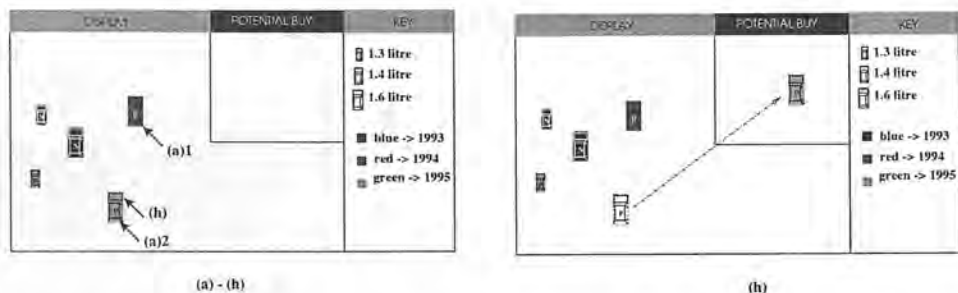 DISPLAY POTENTIAL BUY KEY
1.3 litre
1.4 litre
1.6 litre
(a)1
blue -> 1993
red -> 1994
green -> 1995
(h)
(a)2
(a) - (h)
DISPLAY POTENTIAL BUY KEY
1.3 litre
1.4 litre
1.6 litre
blue -> 1993
red -> 1994
green -> 1995
(h)